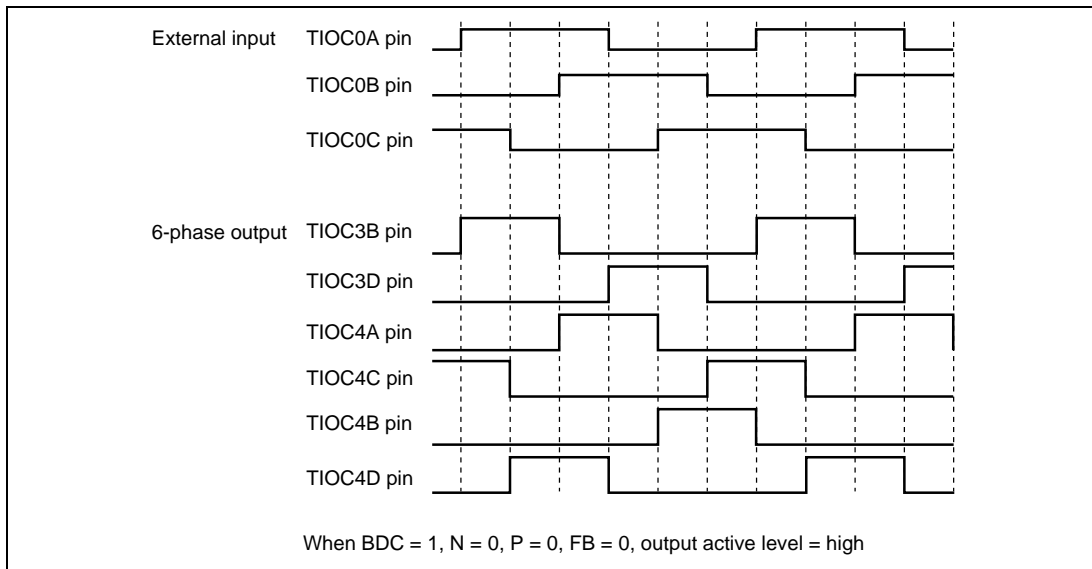 External input TIOC0A pin
TIOC0B pin
TIOC0C pin
6-phase output TIOC3B pin
TIOC3D pin
TIOC4A pin
TIOC4C pin
TIOC4B pin
TIOC4D pin
When BDC = 1, N = 0, P = 0, FB = 0, output active level = high